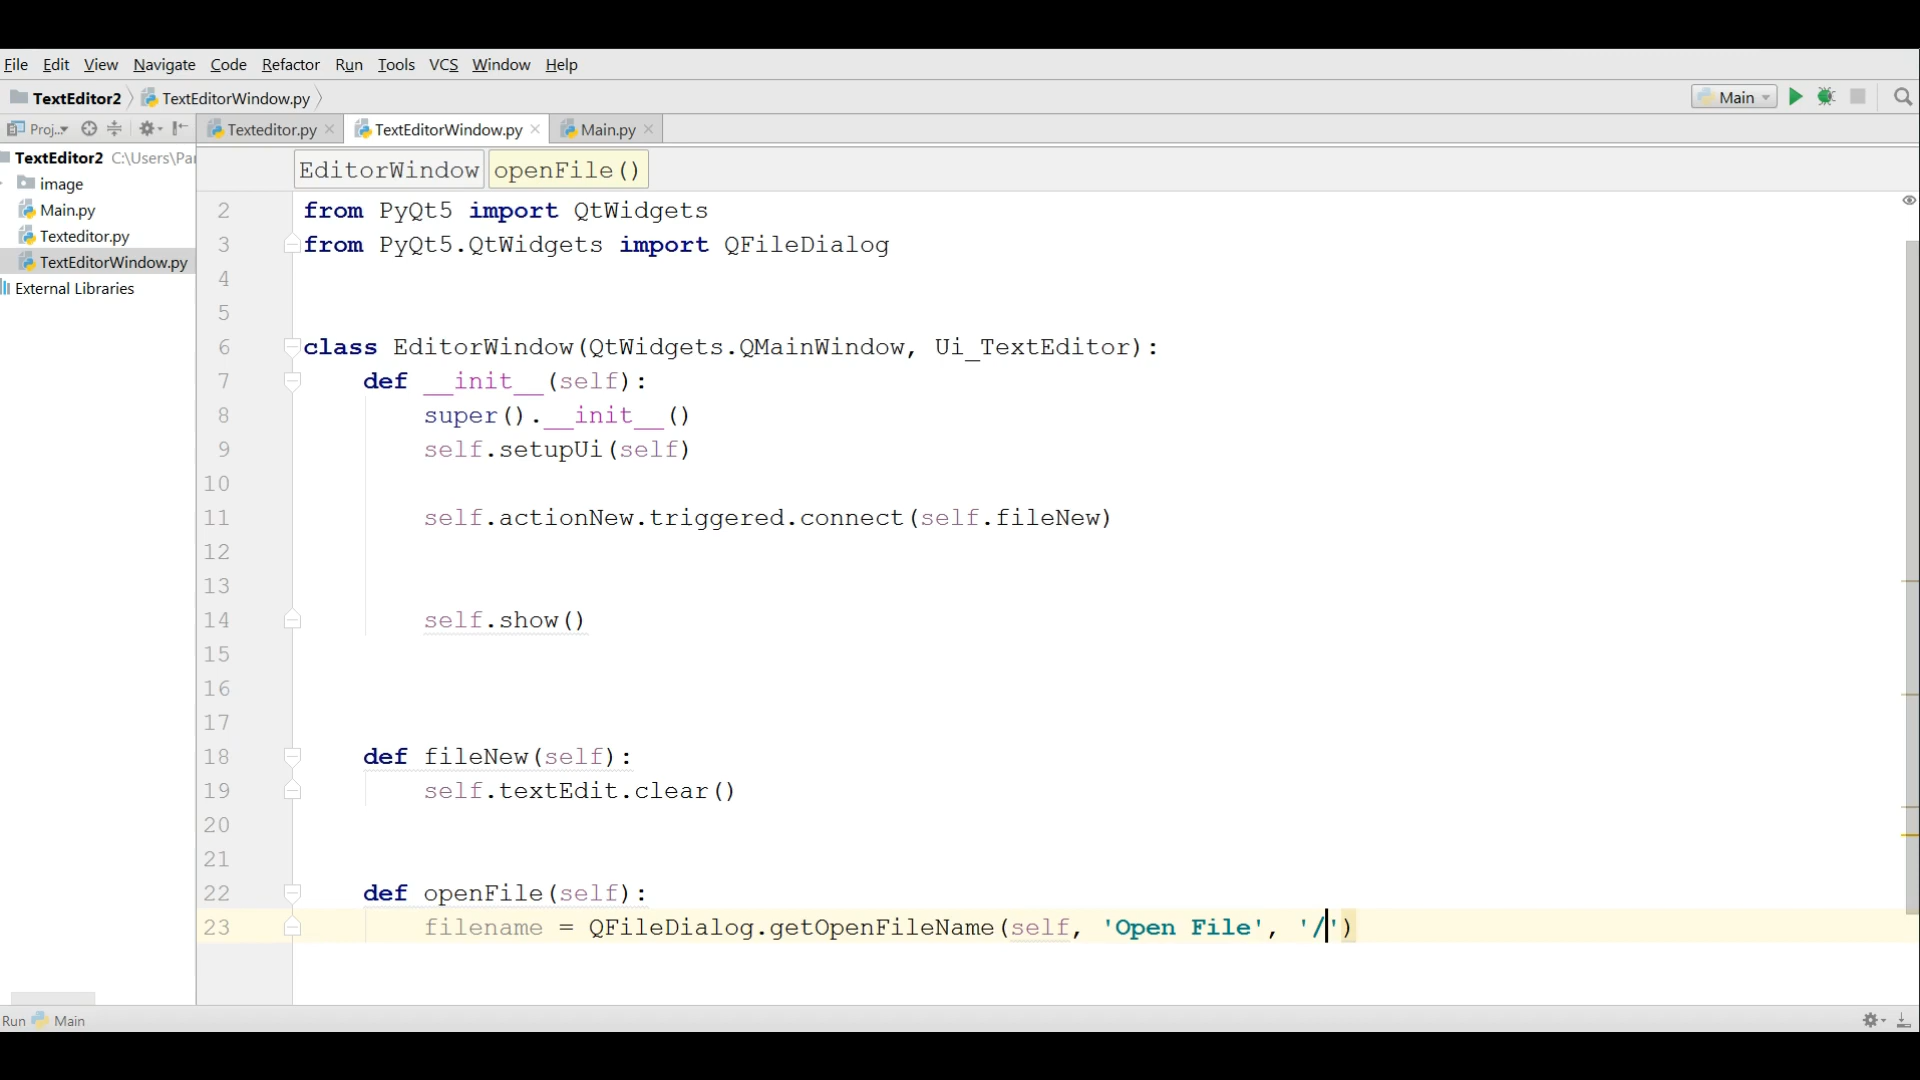 File Edit View Navigate Code Refactor Run Tools VCS Window Help
TextEditor2 TextEditorWindow.py Main
Proj.. Texteditor.py TextEditorWindow.py Main.py
TextEditor2 C:\Users\Par
EditorWindow openFile()
image
Main.py
Texteditor.py
TextEditorWindow.py
External Libraries
2 from PyQt5 import QtWidgets
3 from PyQt5.QtWidgets import QFileDialog
4
5
6 class EditorWindow(QtWidgets.QMainWindow, Ui_TextEditor):
7 def __init__(self):
8 super().__init__()
9 self.setupUi(self)
10
11 self.actionNew.triggered.connect(self.fileNew)
12
13
14 self.show()
15
16
17
18 def fileNew(self):
19 self.textEdit.clear()
20
21
22 def openFile(self):
23 filename = QFileDialog.getOpenFileName(self, 'Open File', '/')
Run Main